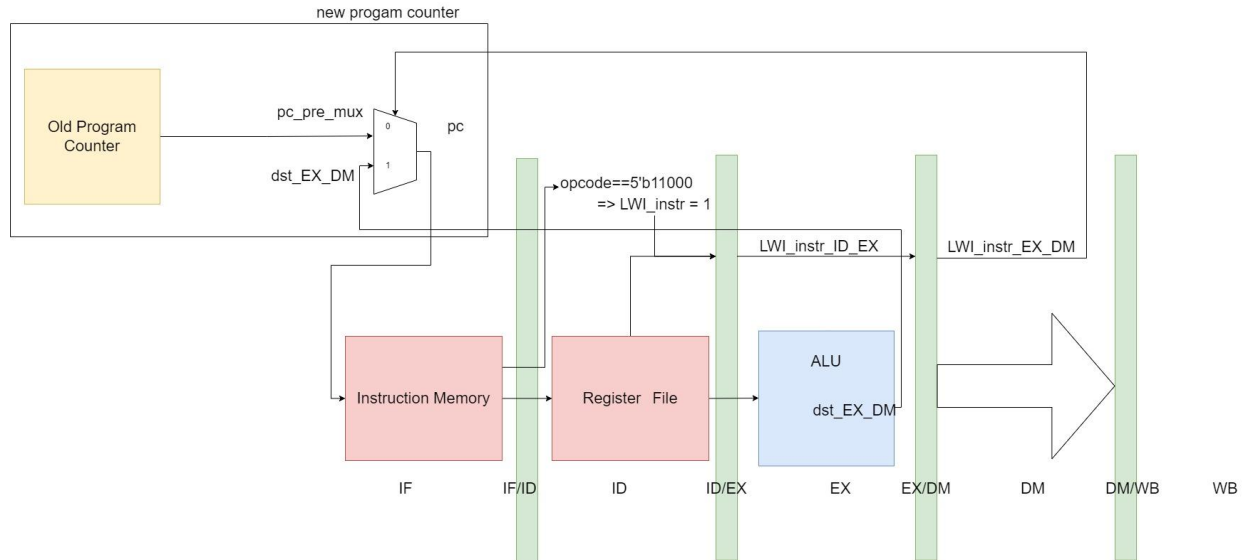 new progam counter
Old Program
Counter
pc_pre_mux
0
1
pc
dst_EX_DM
opcode==5'b11000
=> LWI_instr = 1
LWI_instr_ID_EX
LWI_instr_EX_DM
Instruction Memory
Register File
ALU
dst_EX_DM
IF
IF/ID
ID
ID/EX
EX
EX/DM
DM
DM/WB
WB